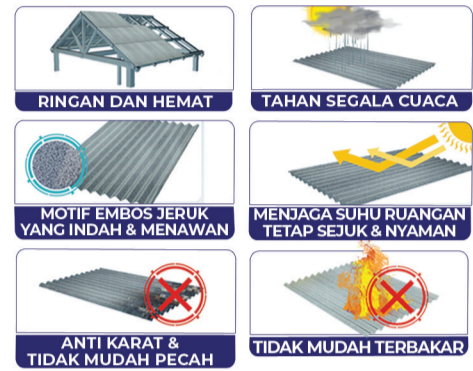 RINGAN DAN HEMAT
TAHAN SEGALA CUACA
MOTIF EMBOS JERUK
YANG INDAH & MENAWAN
MENJAGA SUHU RUANGAN
TETAP SEJUK & NYAMAN
ANTI KARAT &
TIDAK MUDAH PECAH
TIDAK MUDAH TERBAKAR